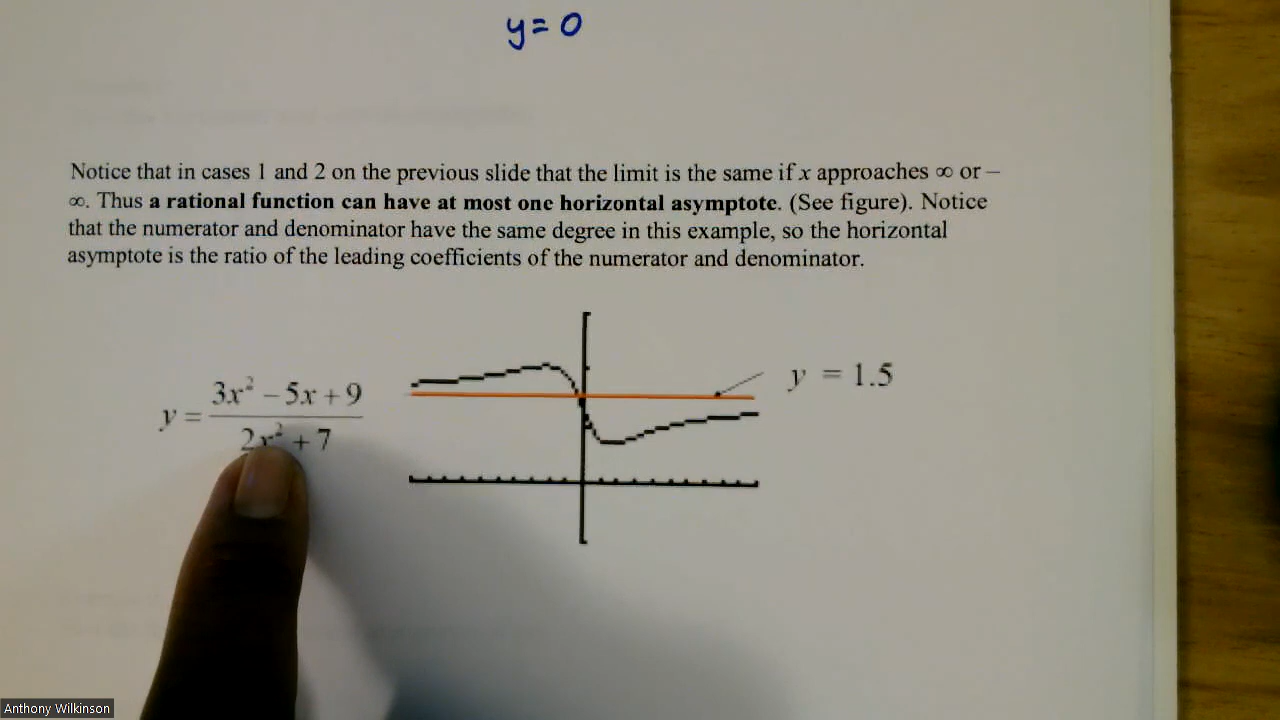 y = 0
Notice that in cases 1 and 2 on the previous slide that the limit is the same if x approaches ∞ or –
∞. Thus a rational function can have at most one horizontal asymptote. (See figure). Notice
that the numerator and denominator have the same degree in this example, so the horizontal
asymptote is the ratio of the leading coefficients of the numerator and denominator.
y = (3x² – 5x + 9)/(2x² + 7)
y = 1.5
Anthony Wilkinson